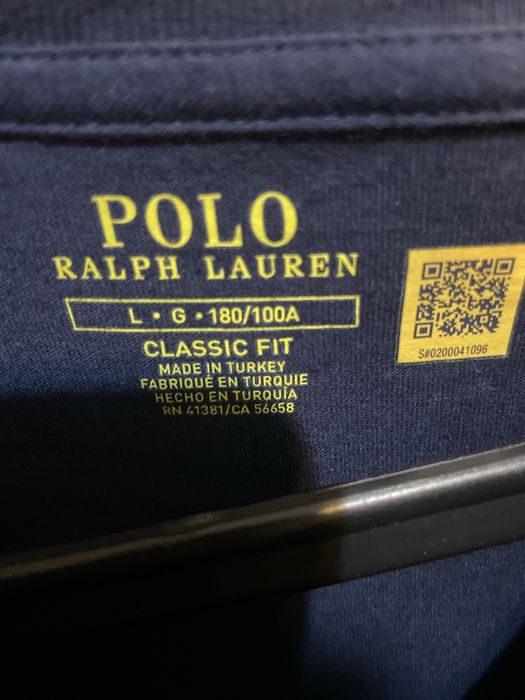 POLO
RALPH LAUREN
L • G • 180/100A
CLASSIC FIT
MADE IN TURKEY
FABRIQUÉ EN TURQUIE
HECHO EN TURQUÍA
RN 41381/CA 56658
S#0200041096